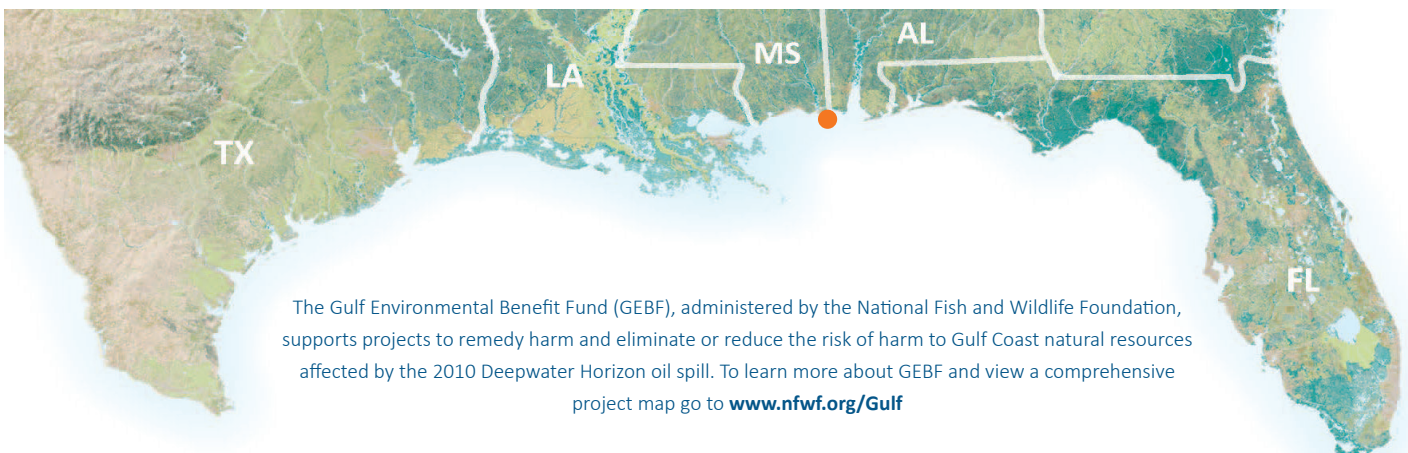 AL
MS
LA
TX
FL
The Gulf Environmental Benefit Fund (GEBF), administered by the National Fish and Wildlife Foundation,
supports projects to remedy harm and eliminate or reduce the risk of harm to Gulf Coast natural resources
affected by the 2010 Deepwater Horizon oil spill. To learn more about GEBF and view a comprehensive
project map go to www.nfwf.org/Gulf